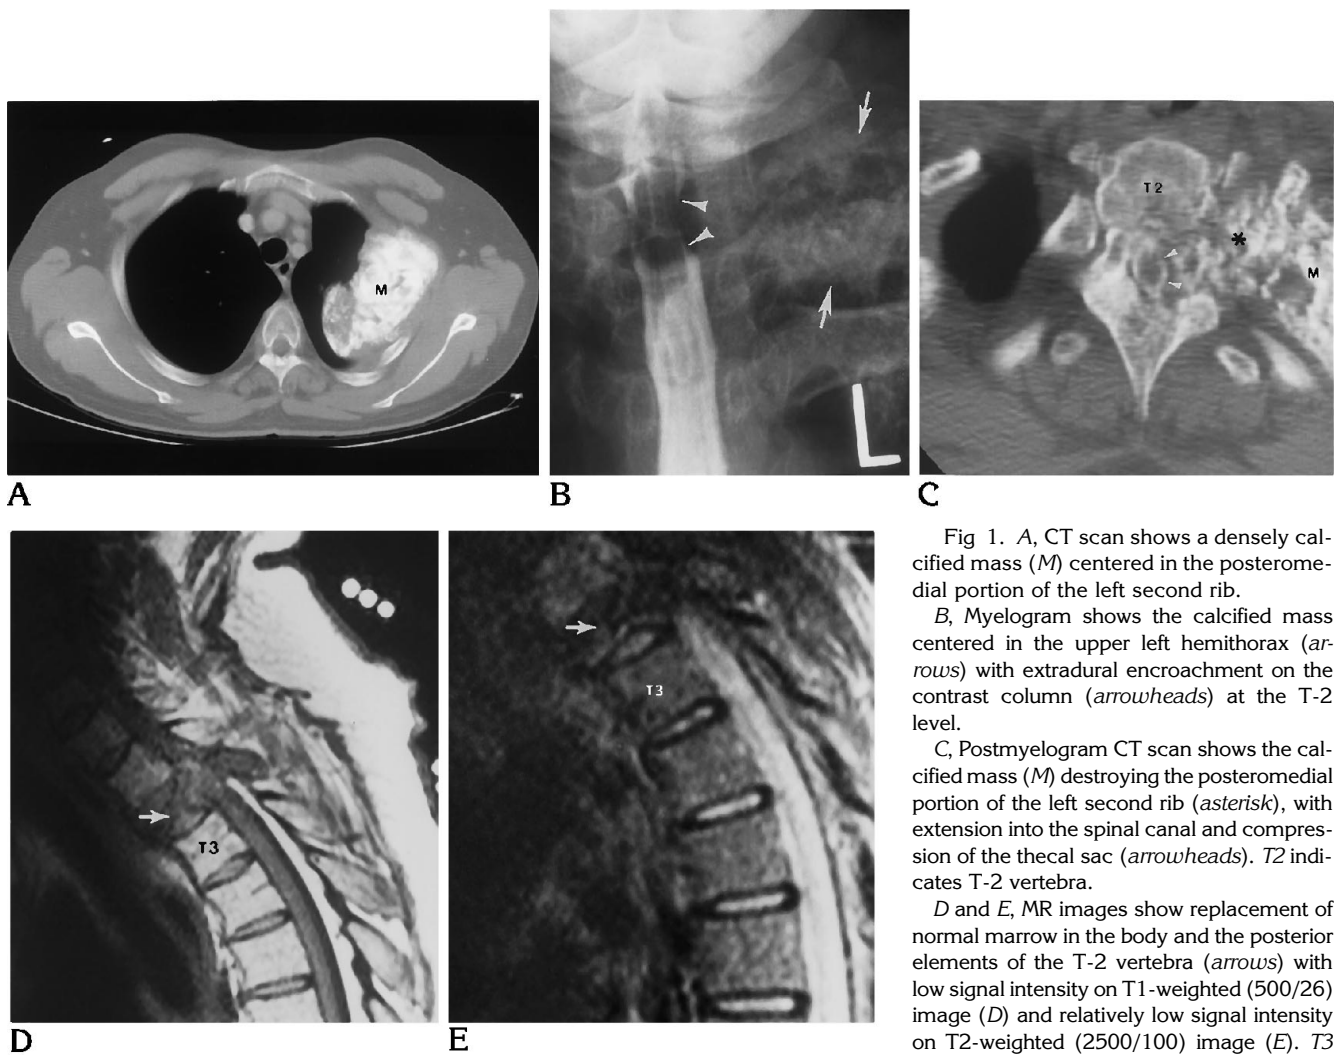 M
A
L
B
T2
*
M
C
T3
D
T3
E
Fig 1. A, CT scan shows a densely cal-
cified mass (M) centered in the posterome-
dial portion of the left second rib.
B, Myelogram shows the calcified mass
centered in the upper left hemithorax (ar-
rows) with extradural encroachment on the
contrast column (arrowheads) at the T-2
level.
C, Postmyelogram CT scan shows the cal-
cified mass (M) destroying the posteromedial
portion of the left second rib (asterisk), with
extension into the spinal canal and compres-
sion of the thecal sac (arrowheads). T2 indi-
cates T-2 vertebra.
D and E, MR images show replacement of
normal marrow in the body and the posterior
elements of the T-2 vertebra (arrows) with
low signal intensity on T1-weighted (500/26)
image (D) and relatively low signal intensity
on T2-weighted (2500/100) image (E). T3